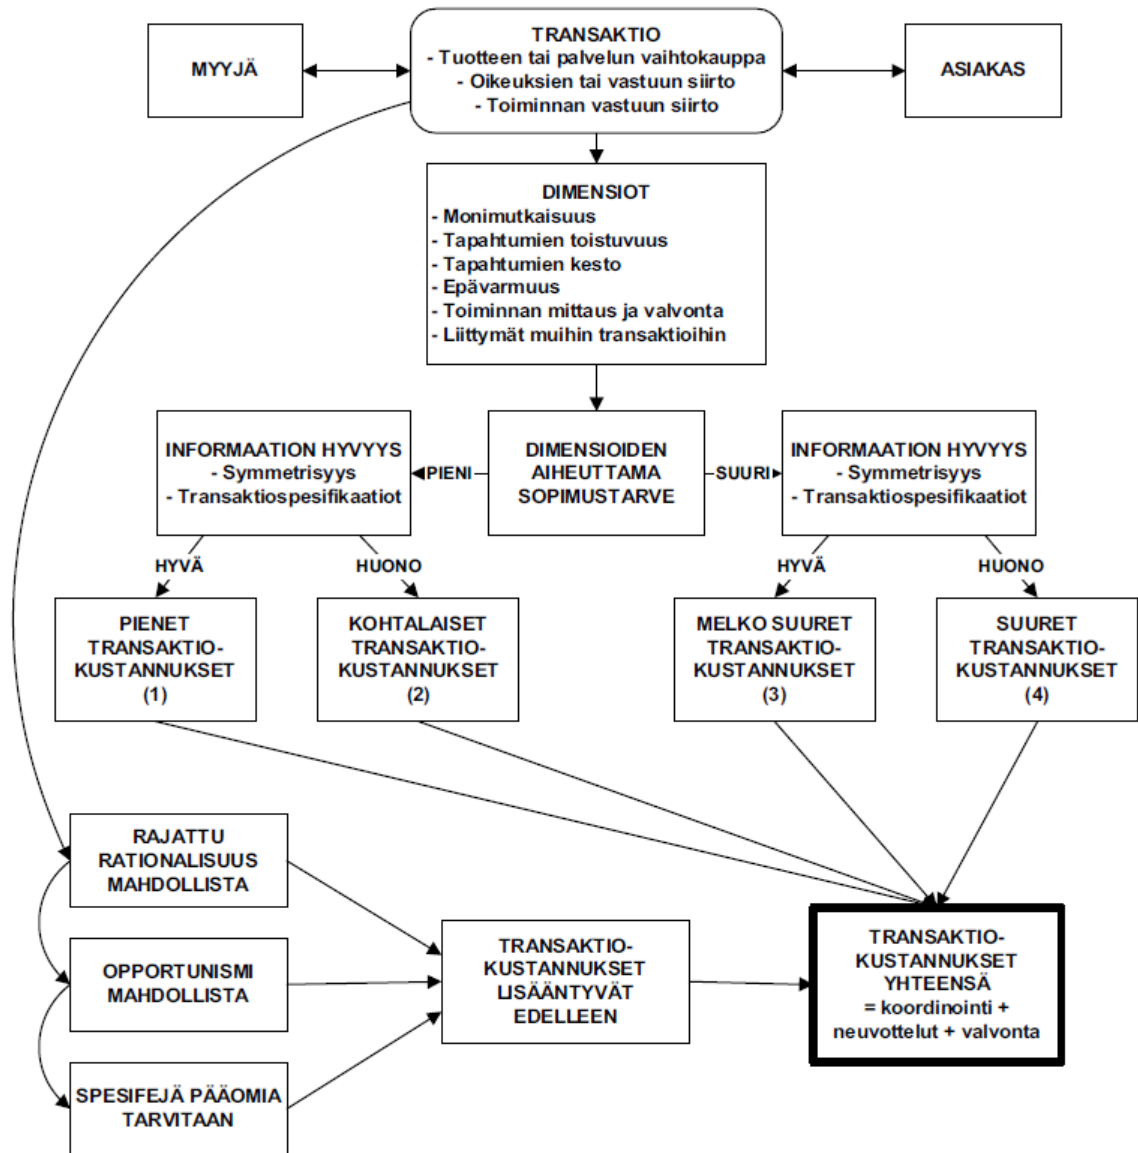 TRANSAKTIO
- Tuotteen tai palvelun vaihtokauppa
- Oikeuksien tai vastuun siirto
- Toiminnan vastuun siirto
MYYJÄ
ASIAKAS
DIMENSIOT
- Monimutkaisuus
- Tapahtumien toistuvuus
- Tapahtumien kesto
- Epävarmuus
- Toiminnan mittaus ja valvonta
- Liittymät muihin transaktioihin
INFORMAATION HYVYYS
- Symmetrisyys
- Transaktiospesifikaatiot
PIENI
DIMENSIOIDEN
AIHEUTTAMA
SOPIMUSTARVE
SUURI
INFORMAATION HYVYYS
- Symmetrisyys
- Transaktiospesifikaatiot
HYVÄ
HUONO
HYVÄ
HUONO
PIENET
TRANSAKTIO-
KUSTANNUKSET
(1)
KOHTALAISET
TRANSAKTIO-
KUSTANNUKSET
(2)
MELKO SUURET
TRANSAKTIO-
KUSTANNUKSET
(3)
SUURET
TRANSAKTIO-
KUSTANNUKSET
(4)
RAJATTU
RATIONALISUUS
MAHDOLLISTA
OPPORTUNISMI
MAHDOLLISTA
SPESIFEJÄ PÄÄOMIA
TARVITAAN
TRANSAKTIO-
KUSTANNUKSET
LISÄÄNTYVÄT
EDELLEEN
TRANSAKTIO-
KUSTANNUKSET
YHTEENSÄ
= koordinointi +
neuvottelut + valvonta